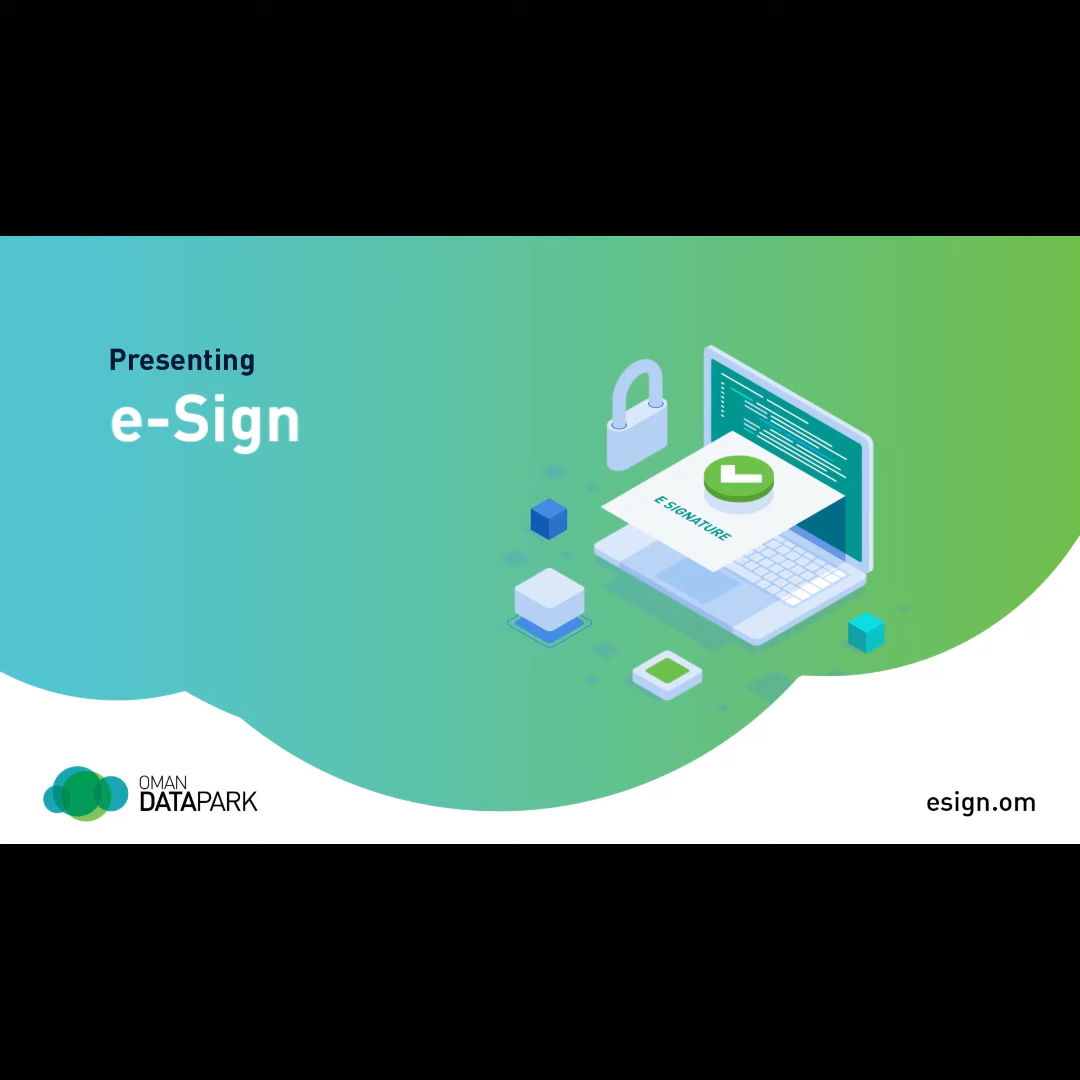 Presenting
e-Sign
E SIGNATURE
OMAN
DATAPARK
esign.om